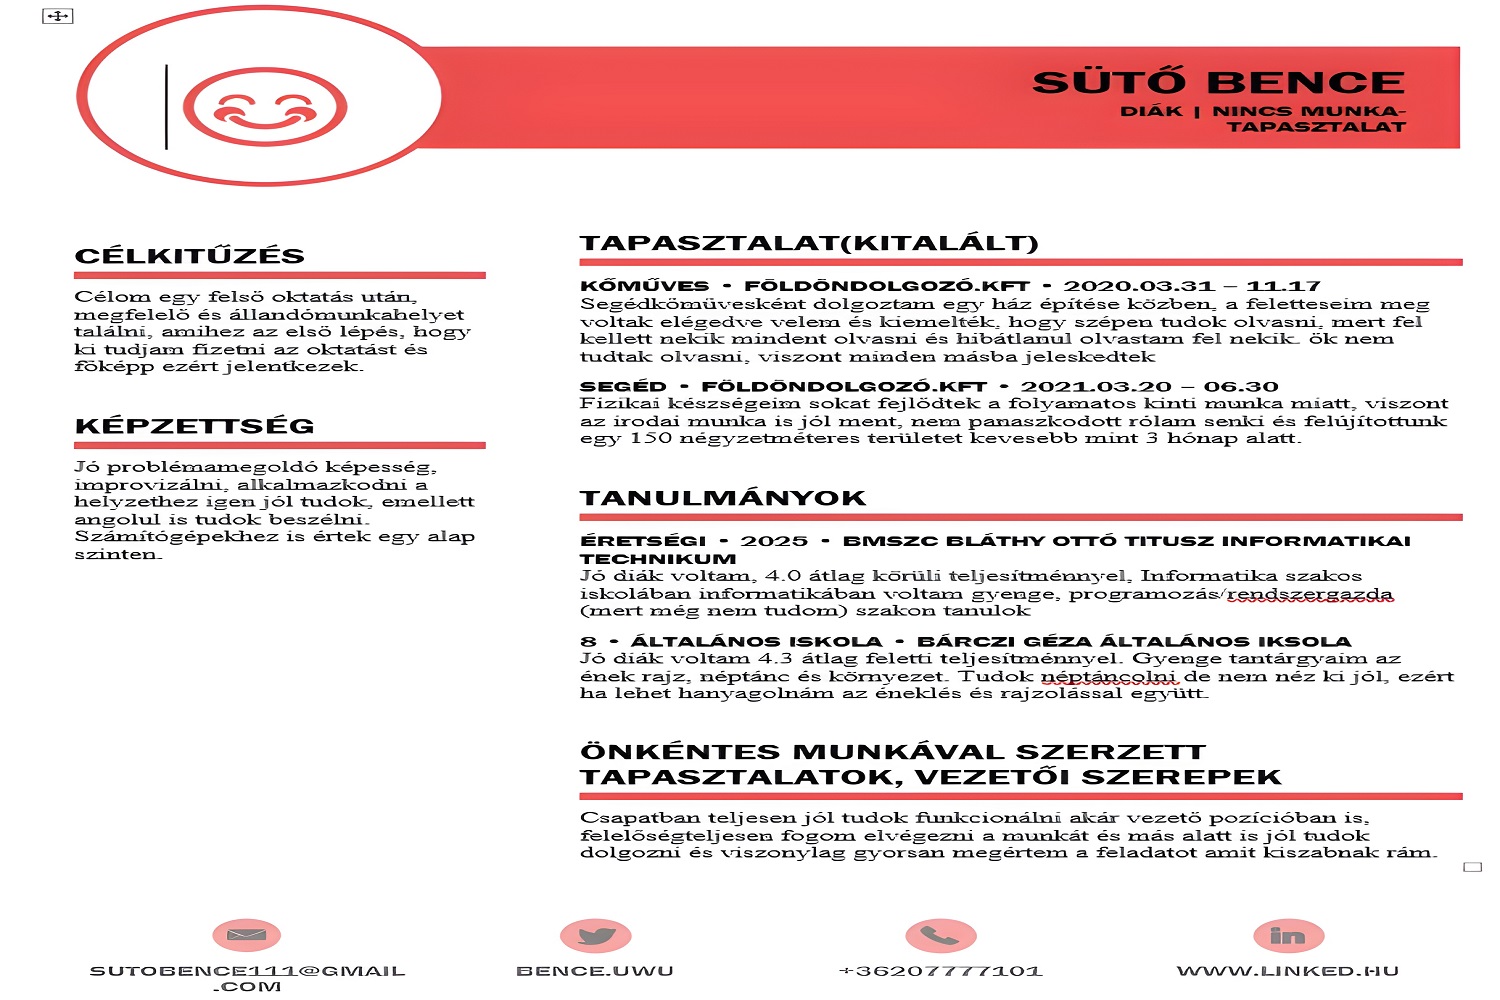 SÜTŐ BENCE
DIÁK | NINCS MUNKA-
TAPASZTALAT
CÉLKITŰZÉS
Célom egy felsö oktatás után,
megfelelö és állandómunkahelyet
találni, amihez az elsö lépés, hogy
ki tudjam fizetni az oktatást és
föképp ezért jelentkezek.
KÉPZETTSÉG
Jó problémamegoldó képesség,
improvizálni, alkalmazkodni a
helyzethez igen jól tudok, emellett
angolul is tudok beszélni.
Számítógépekhez is értek egy alap
szinten.
TAPASZTALAT(KITALÁLT)
KŐMŰVES • FÖLDÖNDOLGOZÓ.KFT • 2020.03.31 – 11.17
Segédkömüvesként dolgoztam egy ház építése közben, a feletteseim meg
voltak elégedve velem és kiemelték, hogy szépen tudok olvasni, mert fel
kellett nekik mindent olvasni és hibátlanul olvastam fel nekik. ök nem
tudtak olvasni, viszont minden másba jeleskedtek
SEGÉD • FÖLDÖNDOLGOZÓ.KFT • 2021.03.20 – 06.30
Fizikai készségeim sokat fejlödtek a folyamatos kinti munka miatt, viszont
az irodai munka is jól ment, nem panaszkodott rólam senki és felújítottunk
egy 150 négyzetméteres területet kevesebb mint 3 hónap alatt.
TANULMÁNYOK
ÉRETSÉGI • 2025 • BMSZC BLÁTHY OTTÓ TITUSZ INFORMATIKAI
TECHNIKUM
Jó diák voltam, 4.0 átlag körüli teljesítménnyel, Informatika szakos
iskolában informatikában voltam gyenge, programozás/rendszergazda
(mert még nem tudom) szakon tanulok
8 • ÁLTALÁNOS ISKOLA • BÁRCZI GÉZA ÁLTALÁNOS IKSOLA
Jó diák voltam 4.3 átlag feletti teljesítménnyel. Gyenge tantárgyaim az
ének rajz, néptánc és környezet. Tudok néptáncolni de nem néz ki jól, ezért
ha lehet hanyagolnám az éneklés és rajzolással együtt.
ÖNKÉNTES MUNKÁVAL SZERZETT
TAPASZTALATOK, VEZETŐI SZEREPEK
Csapatban teljesen jól tudok funkcionálni akár vezetö pozícióban is,
felelöségteljesen fogom elvégezni a munkát és más alatt is jól tudok
dolgozni és viszonylag gyorsan megértem a feladatot amit kiszabnak rám.
SUTOBENCE111@GMAIL
.COM
BENCE.UWU
+36207777101
WWW.LINKED.HU